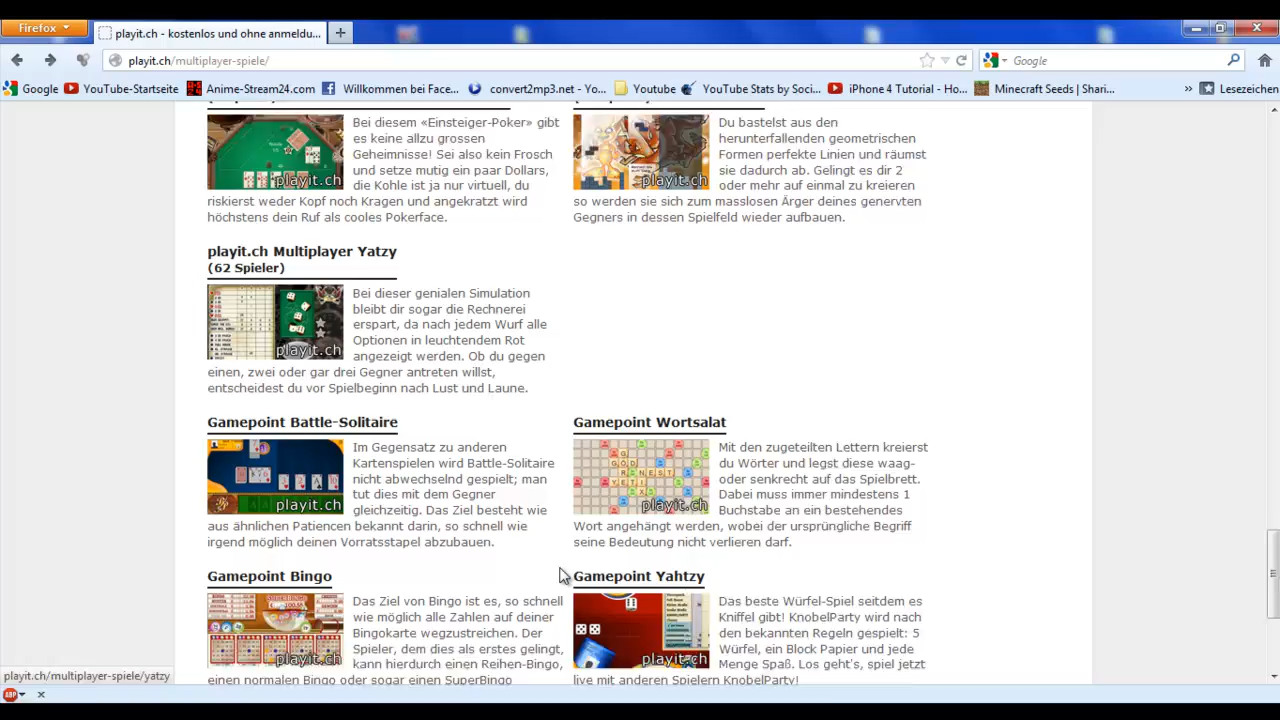 Firefox
playit.ch - kostenlos und ohne anmeldu...
playit.ch/multiplayer-spiele/
Google
Google YouTube-Startseite Anime-Stream24.com Willkommen bei Face... convert2mp3.net - Yo... Youtube YouTube Stats by Soci... iPhone 4 Tutorial - Ho... Minecraft Seeds | Shari... » Lesezeichen
Bei diesem «Einsteiger-Poker» gibt
es keine allzu grossen
Geheimnisse! Sei also kein Frosch
und setze mutig ein paar Dollars,
die Kohle ist ja nur virtuell, du
riskierst weder Kopf noch Kragen und angekratzt wird
höchstens dein Ruf als cooles Pokerface.
playit.ch
Du bastelst aus den
herunterfallenden geometrischen
Formen perfekte Linien und räumst
sie dadurch ab. Gelingt es dir 2
oder mehr auf einmal zu kreieren
so werden sie sich zum masslosen Ärger deines genervten
Gegners in dessen Spielfeld wieder aufbauen.
playit.ch
playit.ch Multiplayer Yatzy
(62 Spieler)
Bei dieser genialen Simulation
bleibt dir sogar die Rechnerei
erspart, da nach jedem Wurf alle
Optionen in leuchtendem Rot
angezeigt werden. Ob du gegen
einen, zwei oder gar drei Gegner antreten willst,
entscheidest du vor Spielbeginn nach Lust und Laune.
playit.ch
Gamepoint Battle-Solitaire
Im Gegensatz zu anderen
Kartenspielen wird Battle-Solitaire
nicht abwechselnd gespielt; man
tut dies mit dem Gegner
gleichzeitig. Das Ziel besteht wie
aus ähnlichen Patiencen bekannt darin, so schnell wie
irgend möglich deinen Vorratsstapel abzubauen.
playit.ch
Gamepoint Wortsalat
Mit den zugeteilten Lettern kreierst
du Wörter und legst diese waag-
oder senkrecht auf das Spielbrett.
Dabei muss immer mindestens 1
Buchstabe an ein bestehendes
Wort angehängt werden, wobei der ursprüngliche Begriff
seine Bedeutung nicht verlieren darf.
playit.ch
Gamepoint Bingo
Das Ziel von Bingo ist es, so schnell
wie möglich alle Zahlen auf deiner
Bingokarte wegzustreichen. Der
Spieler, dem dies als erstes gelingt,
kann hierdurch einen Reihen-Bingo,
einen normalen Bingo oder sogar einen SuperBingo
playit.ch
Gamepoint Yahtzy
Das beste Würfel-Spiel seitdem es
Kniffel gibt! KnobelParty wird nach
den bekannten Regeln gespielt: 5
Würfel, ein Block Papier und jede
Menge Spaß. Los geht's, spiel jetzt
live mit anderen Spielern KnobelParty!
playit.ch
playit.ch/multiplayer-spiele/yatzy
ABP